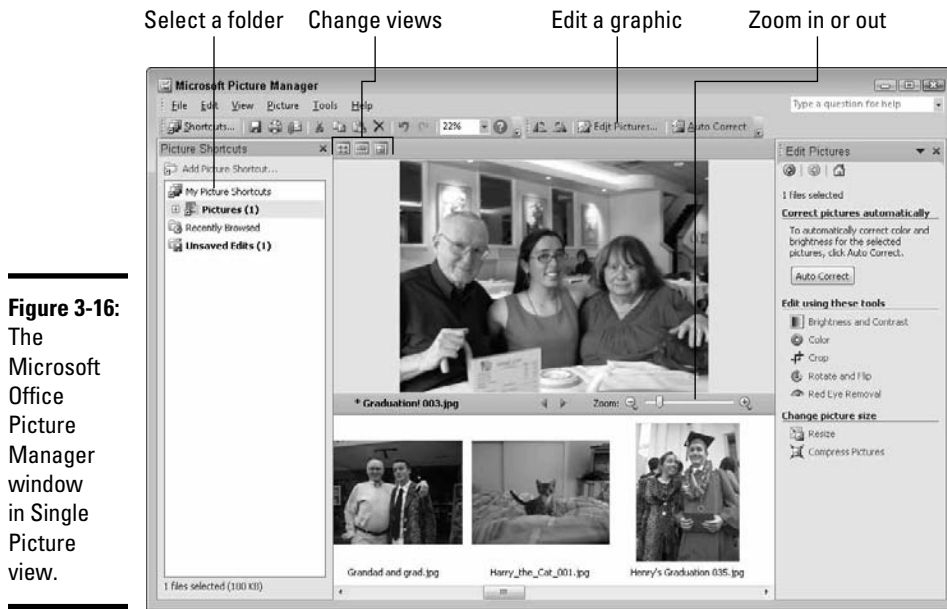 Select a folder
Change views
Edit a graphic
Zoom in or out
Microsoft Picture Manager
File Edit View Picture Tools Help
Type a question for help
Shortcuts... 22% Edit Pictures... Auto Correct
Picture Shortcuts
Add Picture Shortcut...
My Picture Shortcuts
Pictures (1)
Recently Browsed
Unsaved Edits (1)
1 files selected (100 KB)
* Graduation! 003.jpg Zoom:
Grandad and grad.jpg
Harry_the_Cat_001.jpg
Henry's Graduation 035.jpg
Edit Pictures
1 files selected
Correct pictures automatically
To automatically correct color and
brightness for the selected
pictures, click Auto Correct.
Auto Correct
Edit using these tools
Brightness and Contrast
Color
Crop
Rotate and Flip
Red Eye Removal
Change picture size
Resize
Compress Pictures
Figure 3-16:
The
Microsoft
Office
Picture
Manager
window
in Single
Picture
view.